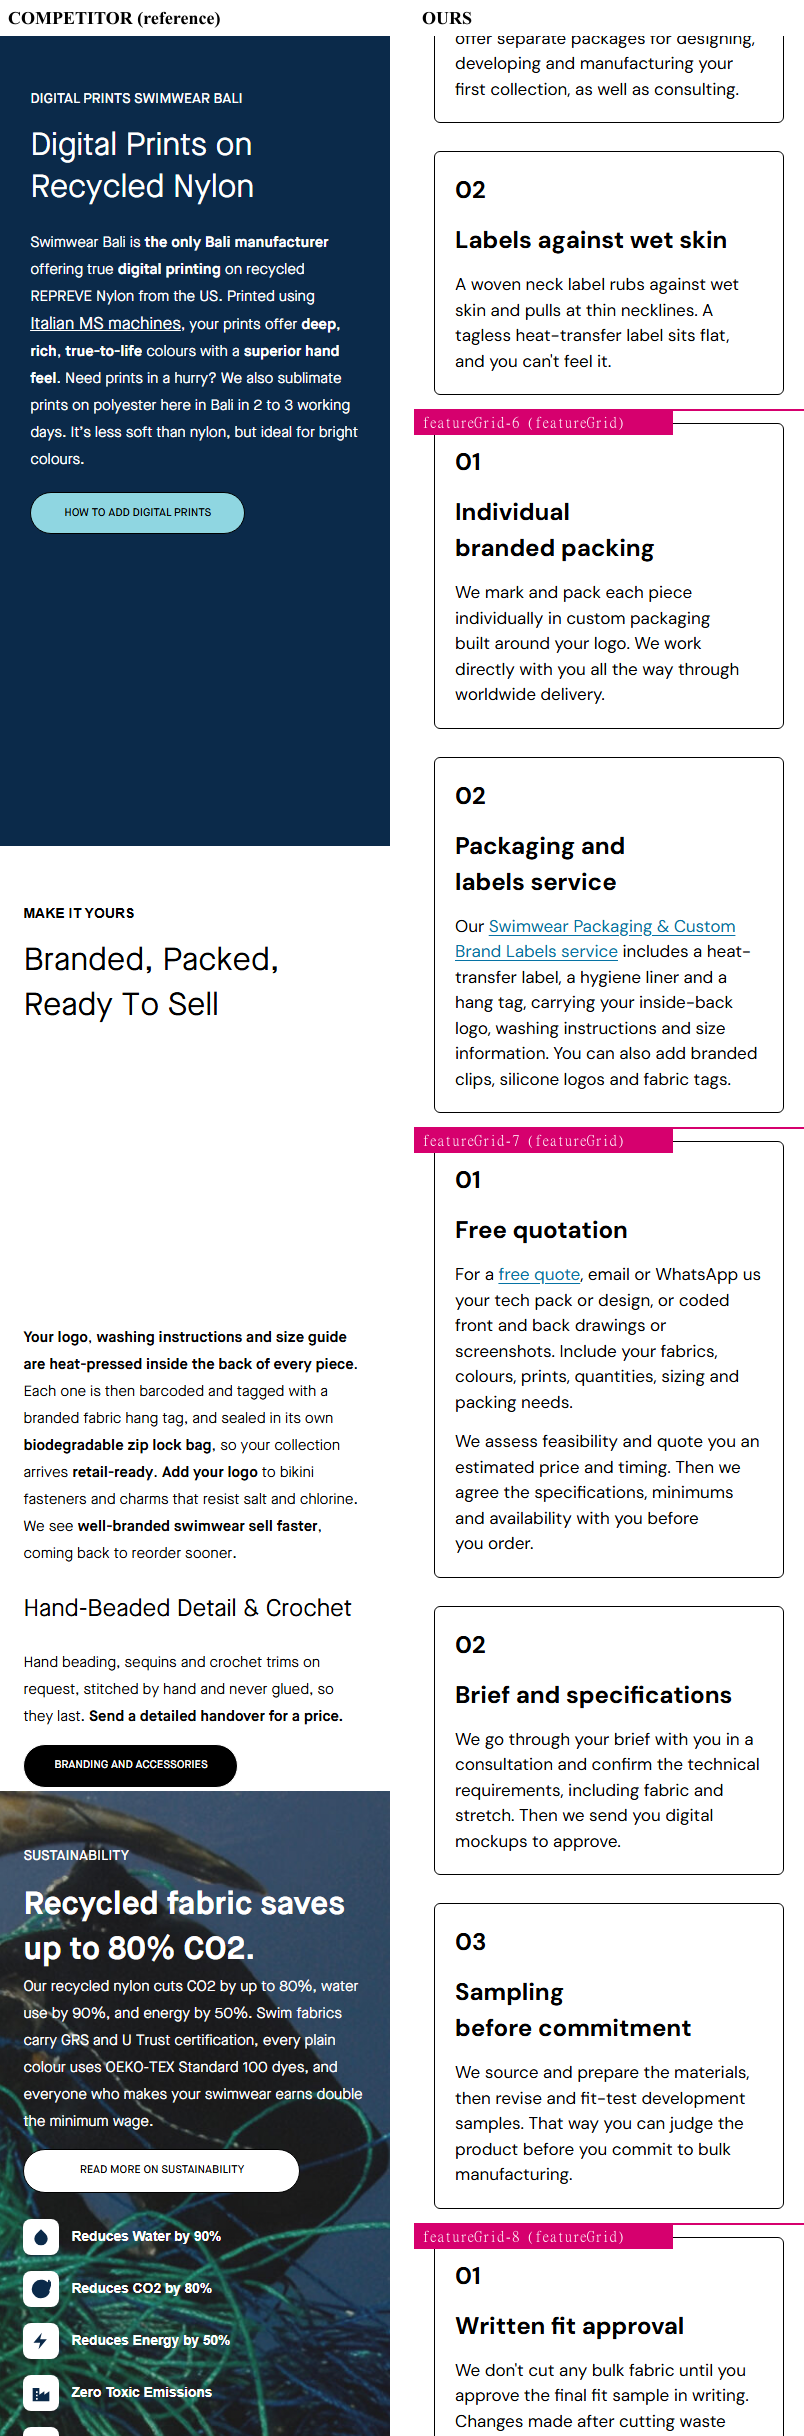 COMPETITOR (reference)
DIGITAL PRINTS SWIMWEAR BALI
Digital Prints on
Recycled Nylon
Swimwear Bali is the only Bali manufacturer
offering true digital printing on recycled
REPREVE Nylon from the US. Printed using
Italian MS machines, your prints offer deep,
rich, true-to-life colours with a superior hand
feel. Need prints in a hurry? We also sublimate
prints on polyester here in Bali in 2 to 3 working
days. It's less soft than nylon, but ideal for bright
colours.
HOW TO ADD DIGITAL PRINTS
MAKE IT YOURS
Branded, Packed,
Ready To Sell
Your logo, washing instructions and size guide
are heat-pressed inside the back of every piece.
Each one is then barcoded and tagged with a
branded fabric hang tag, and sealed in its own
biodegradable zip lock bag, so your collection
arrives retail-ready. Add your logo to bikini
fasteners and charms that resist salt and chlorine.
We see well-branded swimwear sell faster,
coming back to reorder sooner.
Hand-Beaded Detail & Crochet
Hand beading, sequins and crochet trims on
request, stitched by hand and never glued, so
they last. Send a detailed handover for a price.
BRANDING AND ACCESSORIES
SUSTAINABILITY
Recycled fabric saves
up to 80% CO2.
Our recycled nylon cuts CO2 by up to 80%, water
use by 90%, and energy by 50%. Swim fabrics
carry GRS and U Trust certification, every plain
colour uses OEKO-TEX Standard 100 dyes, and
everyone who makes your swimwear earns double
the minimum wage.
READ MORE ON SUSTAINABILITY
Reduces Water by 90%
Reduces CO2 by 80%
Reduces Energy by 50%
Zero Toxic Emissions
OURS
offer separate packages for designing,
developing and manufacturing your
first collection, as well as consulting.
02
Labels against wet skin
A woven neck label rubs against wet
skin and pulls at thin necklines. A
tagless heat-transfer label sits flat,
and you can't feel it.
featureGrid-6 (featureGrid)
01
Individual
branded packing
We mark and pack each piece
individually in custom packaging
built around your logo. We work
directly with you all the way through
worldwide delivery.
02
Packaging and
labels service
Our Swimwear Packaging & Custom
Brand Labels service includes a heat-
transfer label, a hygiene liner and a
hang tag, carrying your inside-back
logo, washing instructions and size
information. You can also add branded
clips, silicone logos and fabric tags.
featureGrid-7 (featureGrid)
01
Free quotation
For a free quote, email or WhatsApp us
your tech pack or design, or coded
front and back drawings or
screenshots. Include your fabrics,
colours, prints, quantities, sizing and
packing needs.
We assess feasibility and quote you an
estimated price and timing. Then we
agree the specifications, minimums
and availability with you before
you order.
02
Brief and specifications
We go through your brief with you in a
consultation and confirm the technical
requirements, including fabric and
stretch. Then we send you digital
mockups to approve.
03
Sampling
before commitment
We source and prepare the materials,
then revise and fit-test development
samples. That way you can judge the
product before you commit to bulk
manufacturing.
featureGrid-8 (featureGrid)
01
Written fit approval
We don't cut any bulk fabric until you
approve the final fit sample in writing.
Changes made after cutting waste